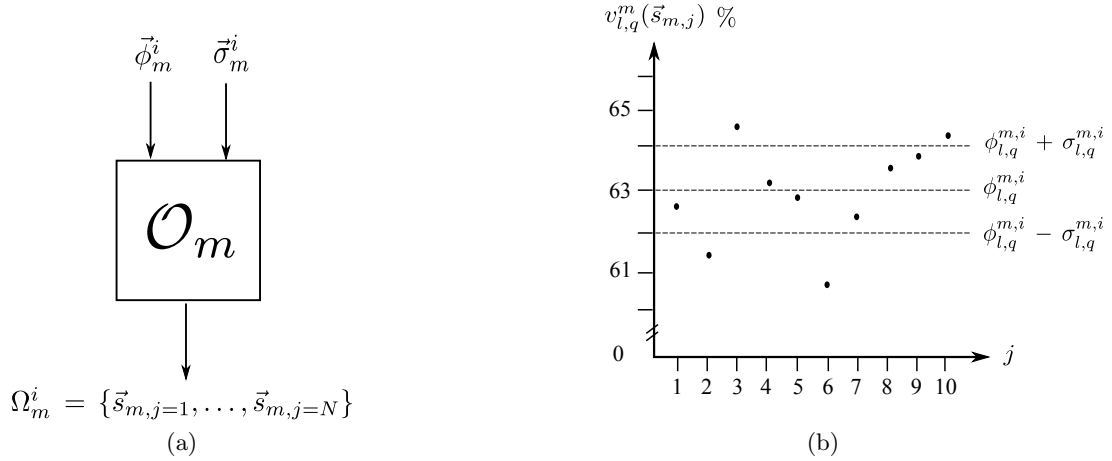 $\vec{\phi}_m^i$ $\vec{\sigma}_m^i$
$\mathcal{O}_m$
$\Omega_m^i = \{\vec{s}_{m,j=1}, \ldots, \vec{s}_{m,j=N}\}$
(a)
$v_{l,q}^m(\vec{s}_{m,j})$ %
65
$\phi_{l,q}^{m,i} + \sigma_{l,q}^{m,i}$
63 $\phi_{l,q}^{m,i}$
$\phi_{l,q}^{m,i} - \sigma_{l,q}^{m,i}$
61
0 $j$
1 2 3 4 5 6 7 8 9 10
(b)